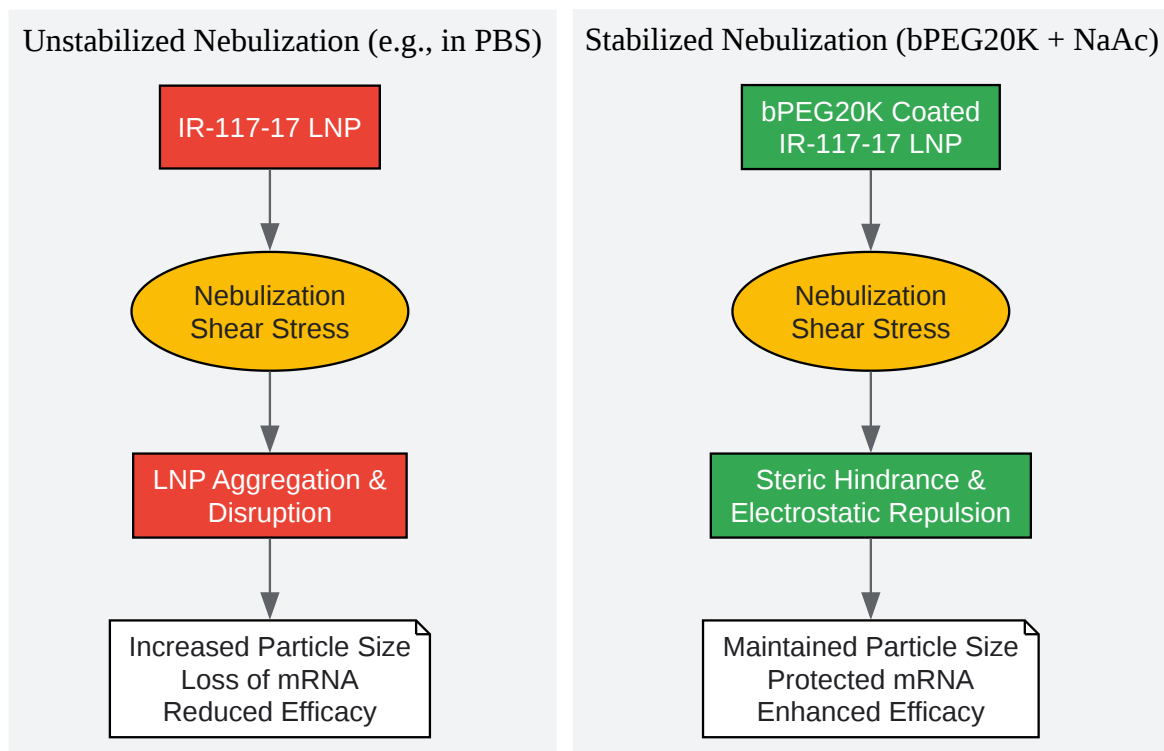 Unstabilized Nebulization (e.g., in PBS)
IR-117-17 LNP
Nebulization
Shear Stress
LNP Aggregation &
Disruption
Increased Particle Size
Loss of mRNA
Reduced Efficacy
Stabilized Nebulization (bPEG20K + NaAc)
bPEG20K Coated
IR-117-17 LNP
Nebulization
Shear Stress
Steric Hindrance &
Electrostatic Repulsion
Maintained Particle Size
Protected mRNA
Enhanced Efficacy